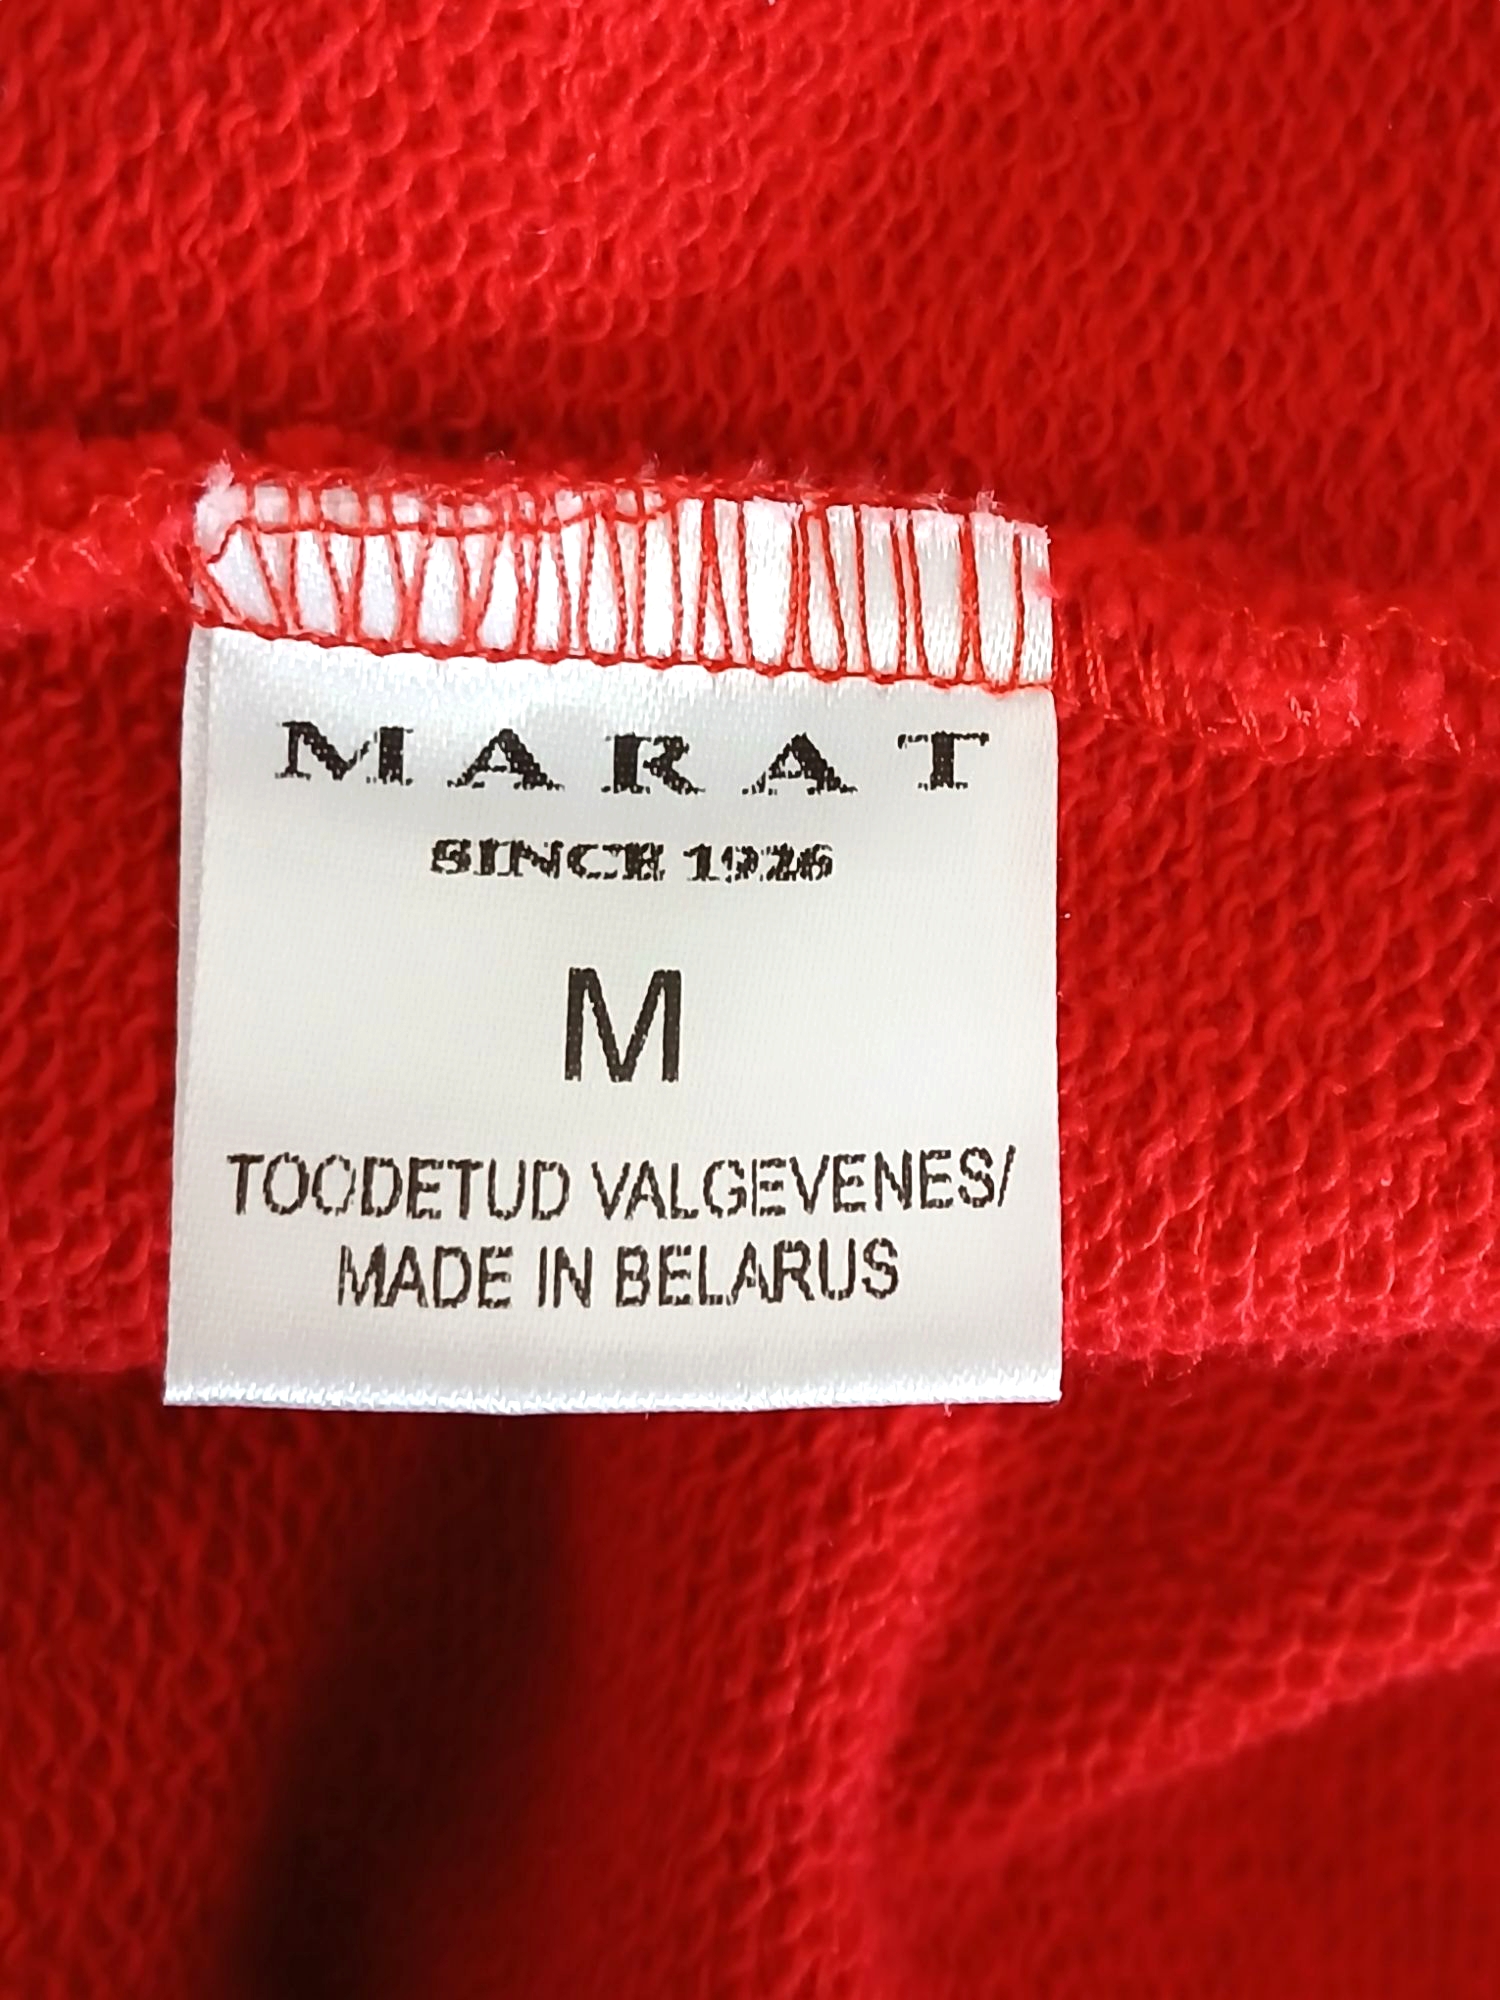 MARAT
SINCE 1926
M
TOODETUD VALGEVENES/
MADE IN BELARUS